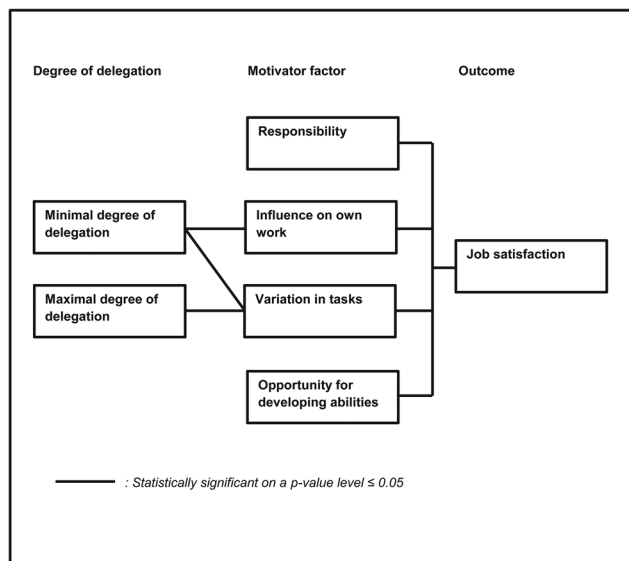 Degree of delegation
Motivator factor
Outcome
Responsibility
Minimal degree of
delegation
Influence on own
work
Job satisfaction
Maximal degree of
delegation
Variation in tasks
Opportunity for
developing abilities
: Statistically significant on a p-value level ≤ 0.05